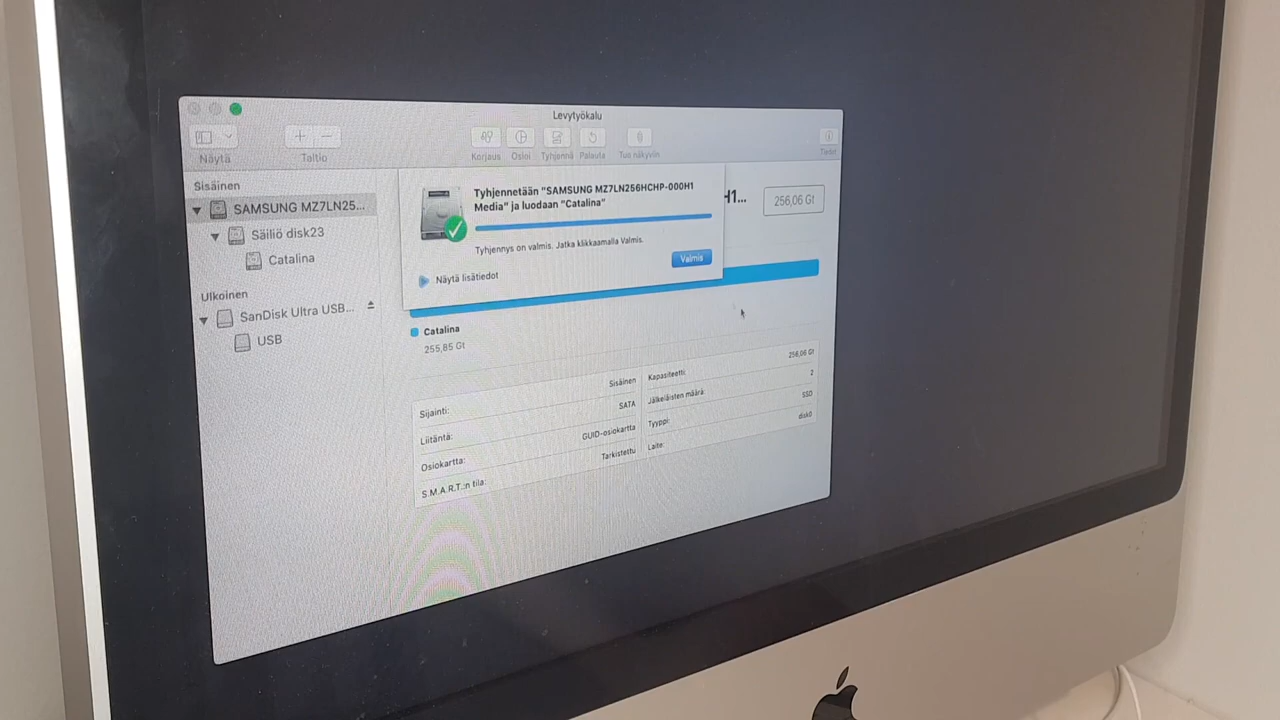 Levytyökalu
Näytä
Taltio
Korjaus
Osioi
Tyhjennä
Palauta
Tuo näkyviin
Tiedot
Sisäinen
SAMSUNG MZ7LN25...
Säiliö disk23
Catalina
Ulkoinen
SanDisk Ultra USB...
USB
Tyhjennetään "SAMSUNG MZ7LN256HCHP-000H1
Media" ja luodaan "Catalina"
Tyhjennys on valmis. Jatka klikkaamalla Valmis.
Valmis
Näytä lisätiedot
H1...
256,06 Gt
Catalina
255,85 Gt
Sijainti: Sisäinen
Liitäntä: SATA
Osiokartta: GUID-osiokartta
S.M.A.R.T.:n tila: Tarkistettu
Kapasiteetti: 256,06 Gt
Jälkeläisten määrä: 2
Tyyppi: SSD
Laite: disk0